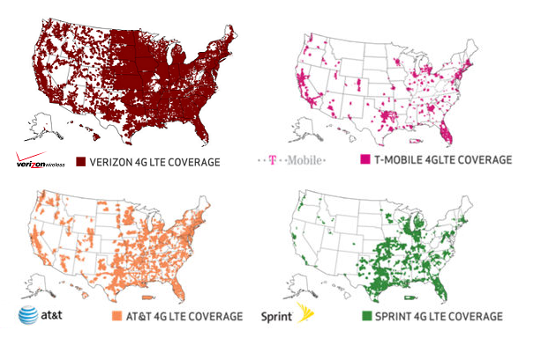 verizon wireless
VERIZON 4G LTE COVERAGE
T··Mobile·
T-MOBILE 4GLTE COVERAGE
at&t
AT&T 4G LTE COVERAGE
Sprint
SPRINT 4G LTE COVERAGE